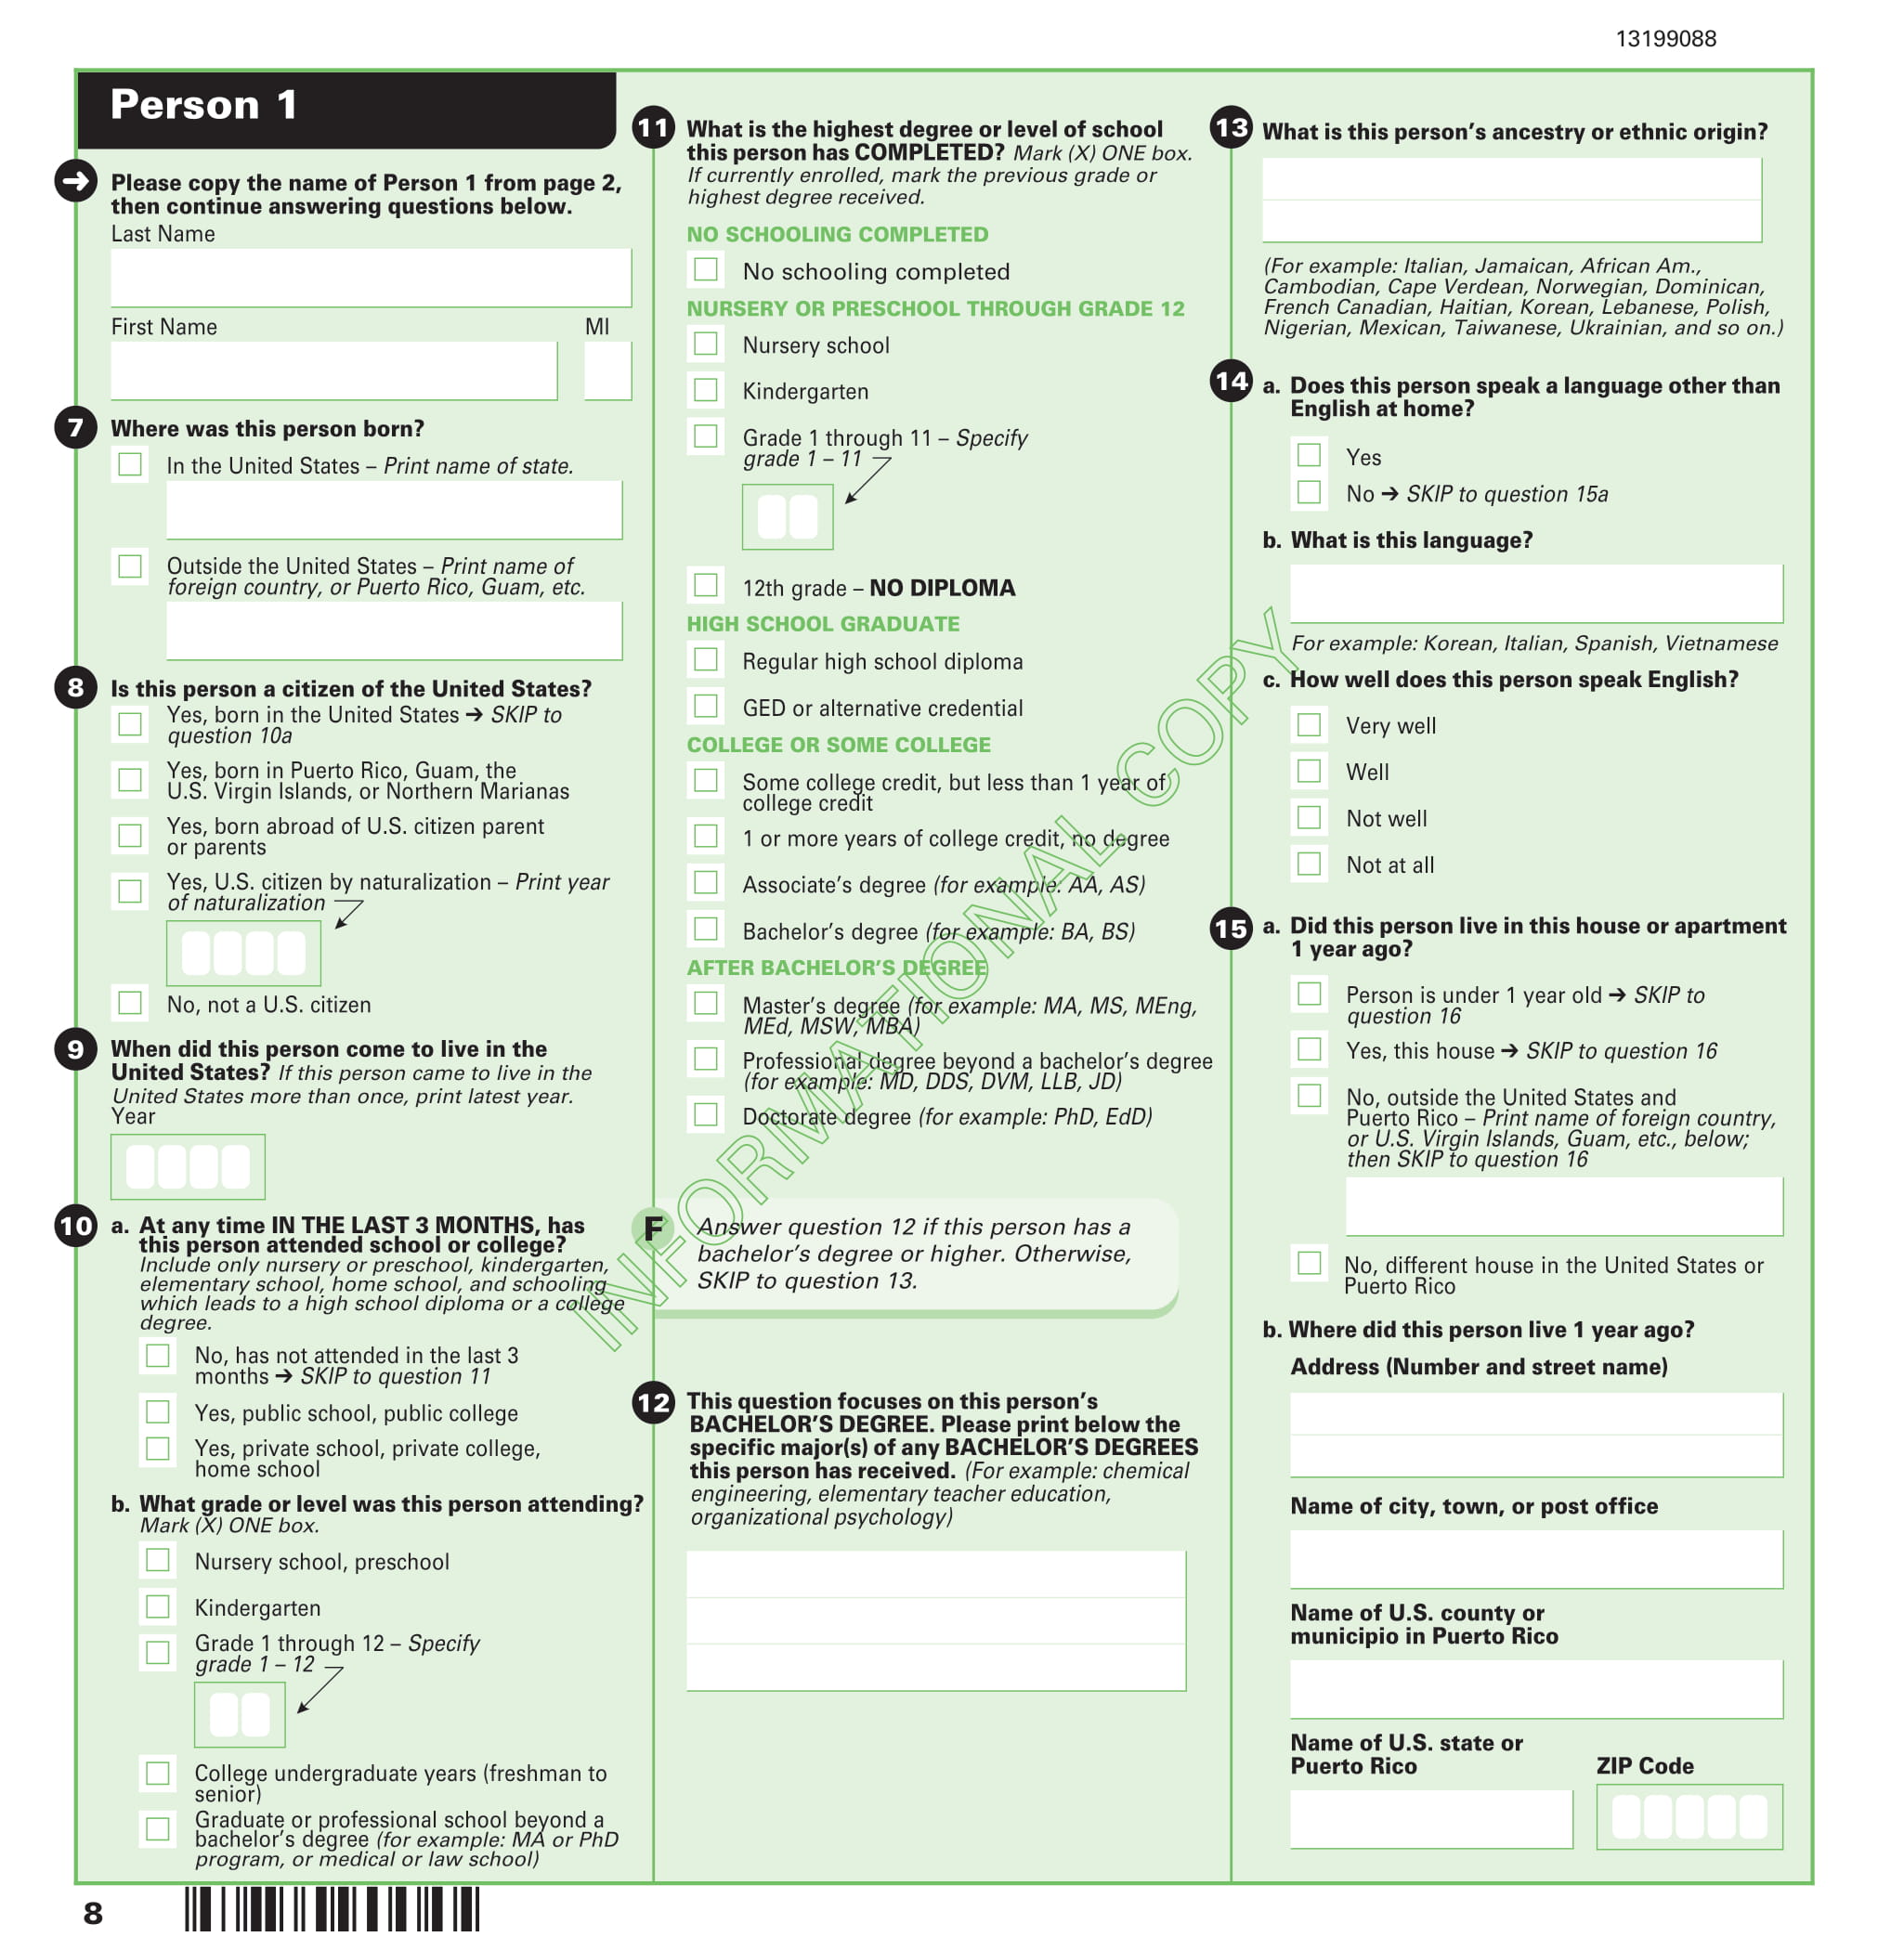 13199088
Person 1
➜ Please copy the name of Person 1 from page 2,
then continue answering questions below.
Last Name
First Name MI
7 Where was this person born?
In the United States – Print name of state.
Outside the United States – Print name of
foreign country, or Puerto Rico, Guam, etc.
8 Is this person a citizen of the United States?
Yes, born in the United States ➜ SKIP to
question 10a
Yes, born in Puerto Rico, Guam, the
U.S. Virgin Islands, or Northern Marianas
Yes, born abroad of U.S. citizen parent
or parents
Yes, U.S. citizen by naturalization – Print year
of naturalization
No, not a U.S. citizen
9 When did this person come to live in the
United States? If this person came to live in the
United States more than once, print latest year.
Year
10 a. At any time IN THE LAST 3 MONTHS, has
this person attended school or college?
Include only nursery or preschool, kindergarten,
elementary school, home school, and schooling
which leads to a high school diploma or a college
degree.
No, has not attended in the last 3
months ➜ SKIP to question 11
Yes, public school, public college
Yes, private school, private college,
home school
b. What grade or level was this person attending?
Mark (X) ONE box.
Nursery school, preschool
Kindergarten
Grade 1 through 12 – Specify
grade 1 – 12
College undergraduate years (freshman to
senior)
Graduate or professional school beyond a
bachelor’s degree (for example: MA or PhD
program, or medical or law school)
11 What is the highest degree or level of school
this person has COMPLETED? Mark (X) ONE box.
If currently enrolled, mark the previous grade or
highest degree received.
NO SCHOOLING COMPLETED
No schooling completed
NURSERY OR PRESCHOOL THROUGH GRADE 12
Nursery school
Kindergarten
Grade 1 through 11 – Specify
grade 1 – 11
12th grade – NO DIPLOMA
HIGH SCHOOL GRADUATE
Regular high school diploma
GED or alternative credential
COLLEGE OR SOME COLLEGE
Some college credit, but less than 1 year of
college credit
1 or more years of college credit, no degree
Associate’s degree (for example: AA, AS)
Bachelor’s degree (for example: BA, BS)
AFTER BACHELOR’S DEGREE
Master’s degree (for example: MA, MS, MEng,
MEd, MSW, MBA)
Professional degree beyond a bachelor’s degree
(for example: MD, DDS, DVM, LLB, JD)
Doctorate degree (for example: PhD, EdD)
F Answer question 12 if this person has a
bachelor’s degree or higher. Otherwise,
SKIP to question 13.
12 This question focuses on this person’s
BACHELOR’S DEGREE. Please print below the
specific major(s) of any BACHELOR’S DEGREES
this person has received. (For example: chemical
engineering, elementary teacher education,
organizational psychology)
13 What is this person’s ancestry or ethnic origin?
(For example: Italian, Jamaican, African Am.,
Cambodian, Cape Verdean, Norwegian, Dominican,
French Canadian, Haitian, Korean, Lebanese, Polish,
Nigerian, Mexican, Taiwanese, Ukrainian, and so on.)
14 a. Does this person speak a language other than
English at home?
Yes
No ➜ SKIP to question 15a
b. What is this language?
For example: Korean, Italian, Spanish, Vietnamese
c. How well does this person speak English?
Very well
Well
Not well
Not at all
15 a. Did this person live in this house or apartment
1 year ago?
Person is under 1 year old ➜ SKIP to
question 16
Yes, this house ➜ SKIP to question 16
No, outside the United States and
Puerto Rico – Print name of foreign country,
or U.S. Virgin Islands, Guam, etc., below;
then SKIP to question 16
No, different house in the United States or
Puerto Rico
b. Where did this person live 1 year ago?
Address (Number and street name)
Name of city, town, or post office
Name of U.S. county or
municipio in Puerto Rico
Name of U.S. state or
Puerto Rico
ZIP Code
INFORMATIONAL COPY
8